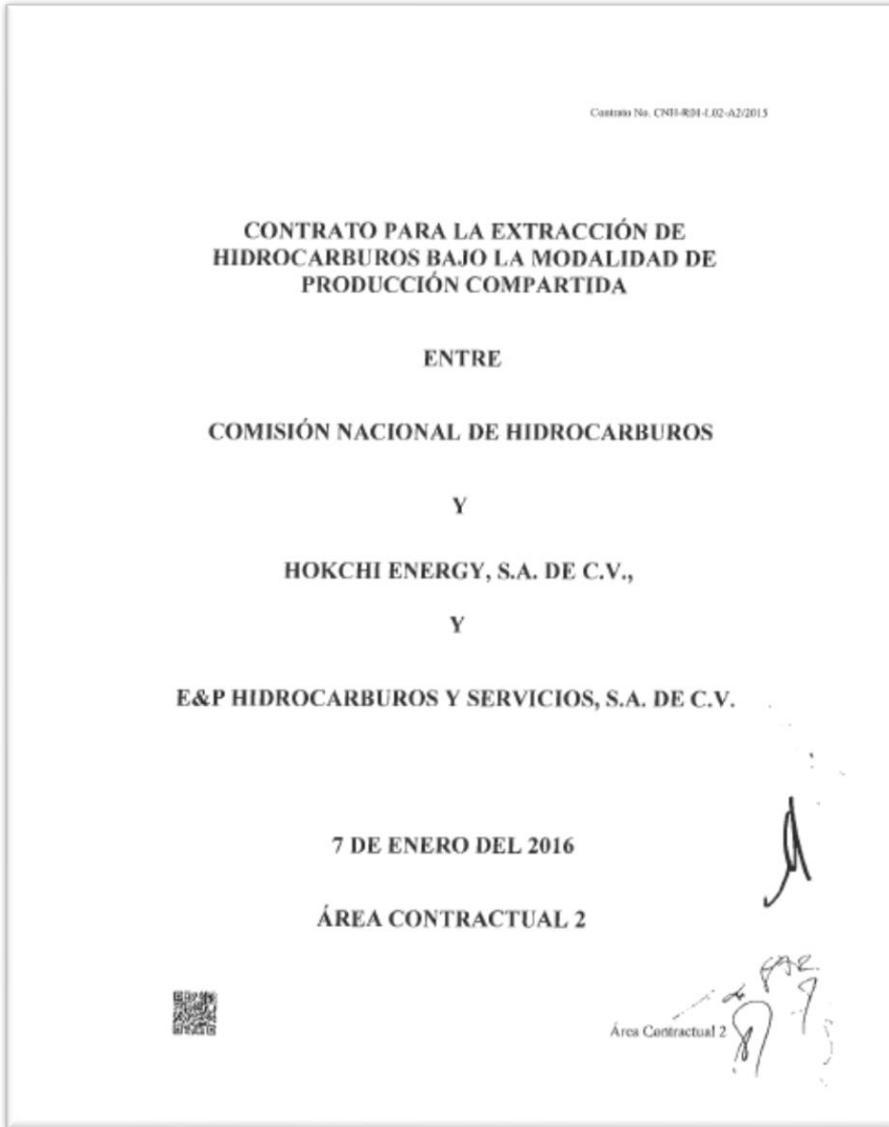 Contrato No. CNH-R01-L02-A2/2015
CONTRATO PARA LA EXTRACCIÓN DE
HIDROCARBUROS BAJO LA MODALIDAD DE
PRODUCCIÓN COMPARTIDA
ENTRE
COMISIÓN NACIONAL DE HIDROCARBUROS
Y
HOKCHI ENERGY, S.A. DE C.V.,
Y
E&P HIDROCARBUROS Y SERVICIOS, S.A. DE C.V.
7 DE ENERO DEL 2016
ÁREA CONTRACTUAL 2
Área Contractual 2